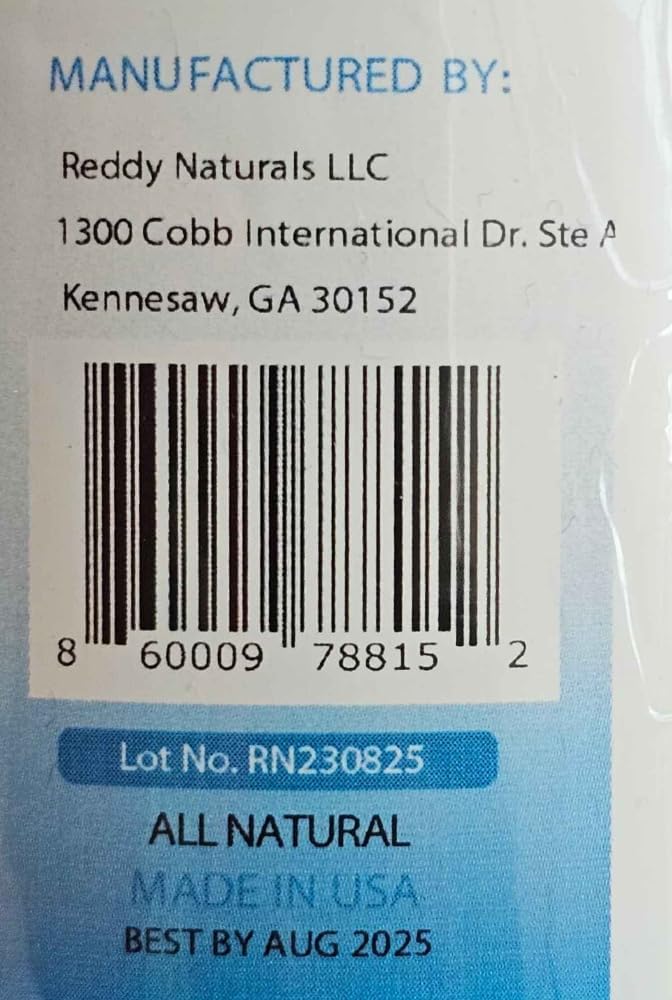 MANUFACTURED BY:
Reddy Naturals LLC
1300 Cobb International Dr. Ste A
Kennesaw, GA 30152
8 60009 78815 2
Lot No. RN230825
ALL NATURAL
MADE IN USA
BEST BY AUG 2025